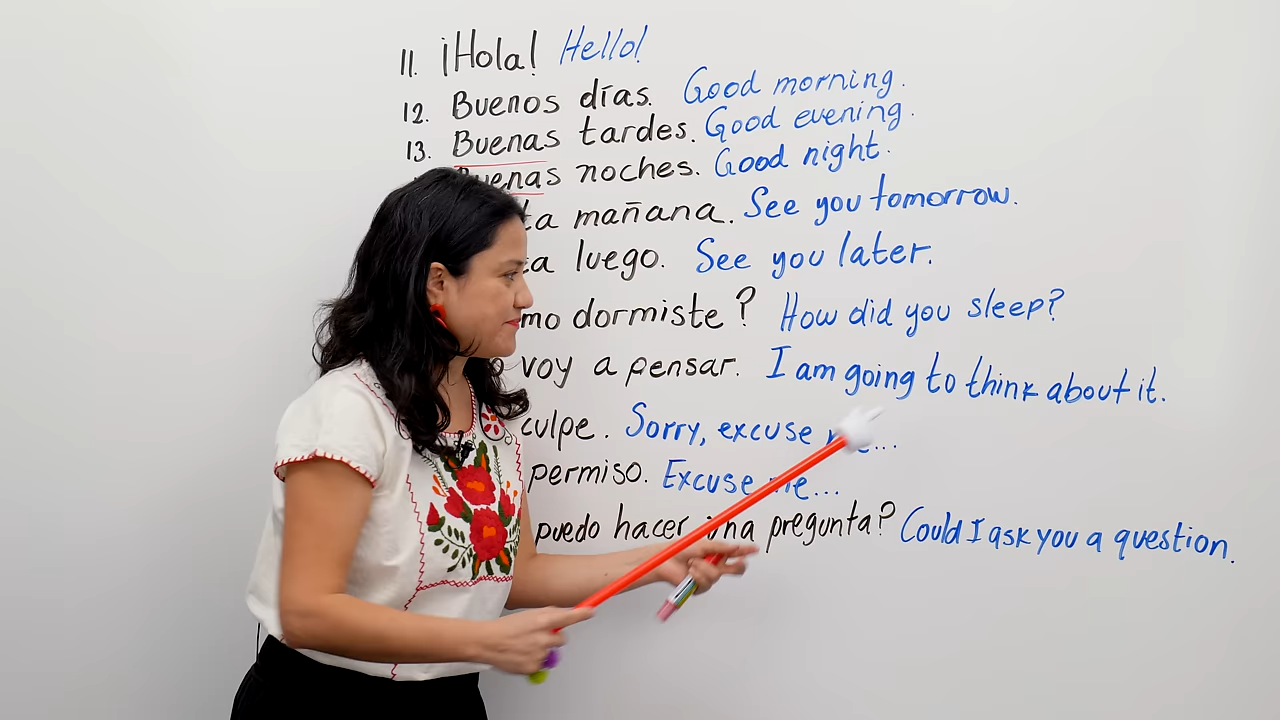 11. ¡Hola! Hello!
12. Buenos días. Good morning.
13. Buenas tardes. Good evening.
Buenas noches. Good night.
mañana. See you tomorrow.
luego. See you later.
dormiste? How did you sleep?
voy a pensar. I am going to think about it.
Sorry, excuse
permiso. Excuse me...
puedo hacer una pregunta? Could I ask you a question.